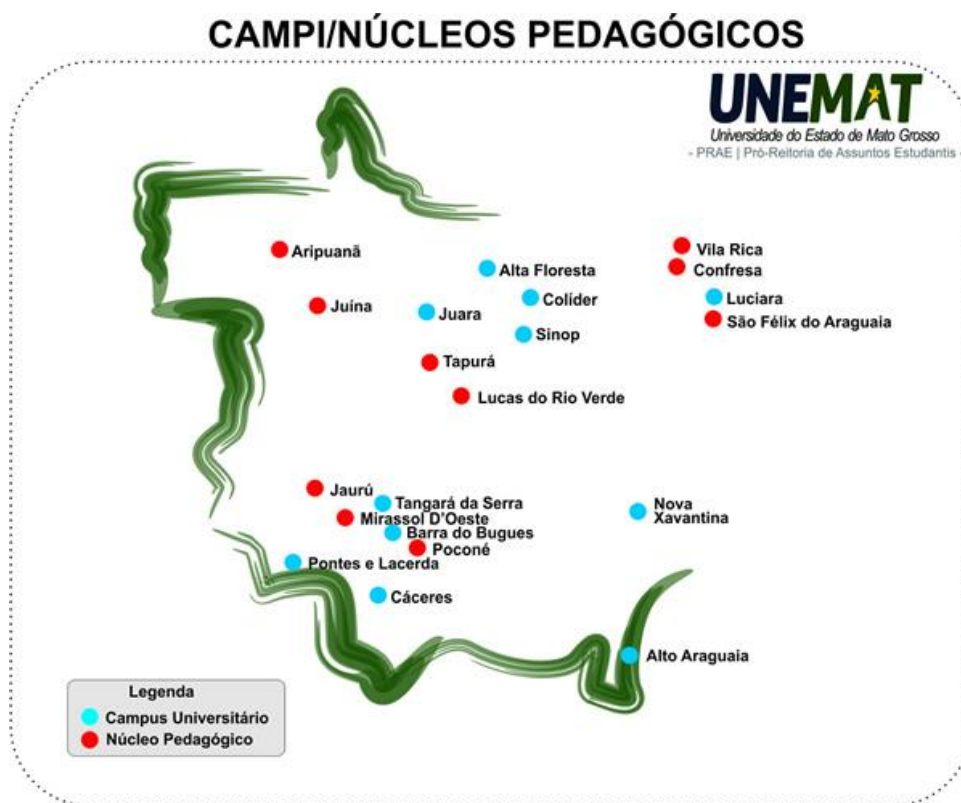 CAMPI/NÚCLEOS PEDAGÓGICOS
UNEMAT
Universidade do Estado de Mato Grosso
- PRAE | Pró-Reitoria de Assuntos Estudantis -
Aripuanã
Vila Rica
Confresa
Alta Floresta
Colíder
Luciara
Juína
Juara
São Félix do Araguaia
Sinop
Tapurá
Lucas do Rio Verde
Jaurú
Tangará da Serra
Nova
Xavantina
Mirassol D'Oeste
Barra do Bugues
Poconé
Pontes e Lacerda
Cáceres
Alto Araguaia
Legenda
Campus Universitário
Núcleo Pedagógico